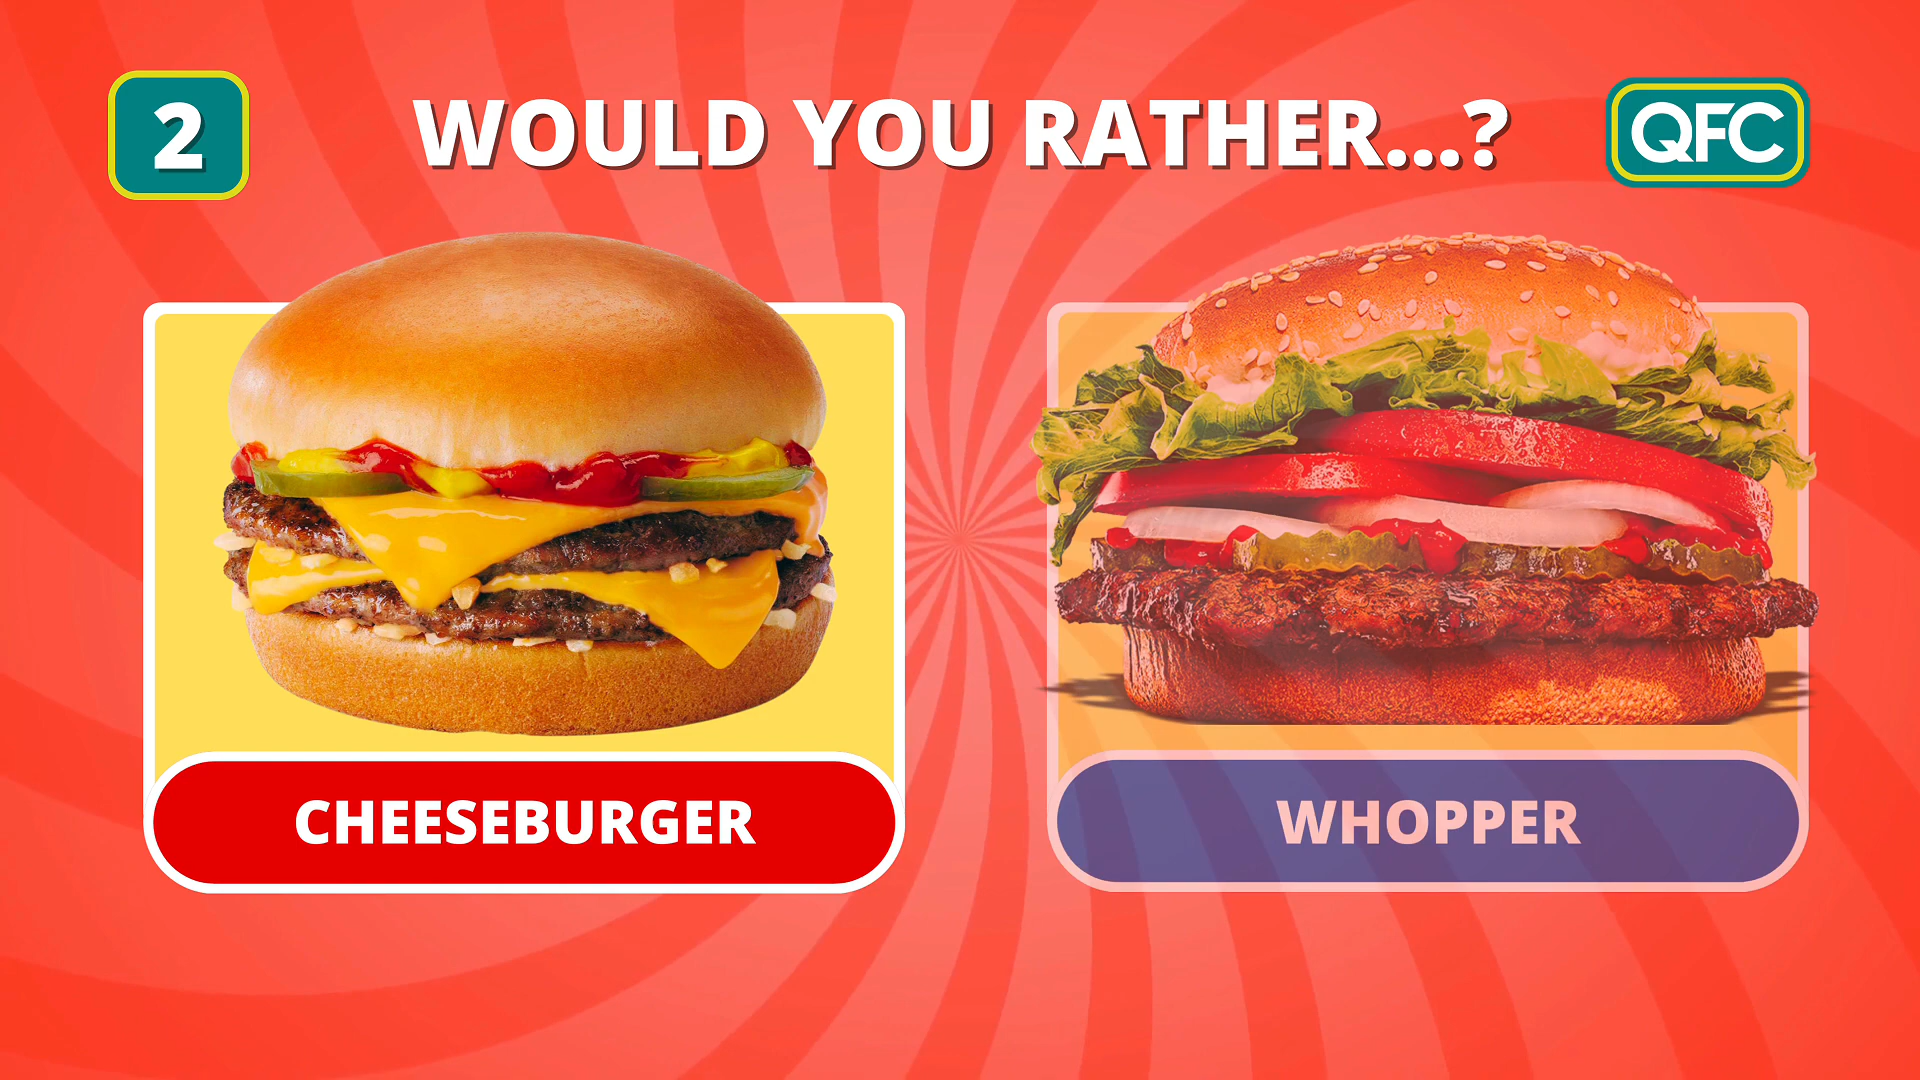 2
WOULD YOU RATHER...?
QFC
CHEESEBURGER
WHOPPER